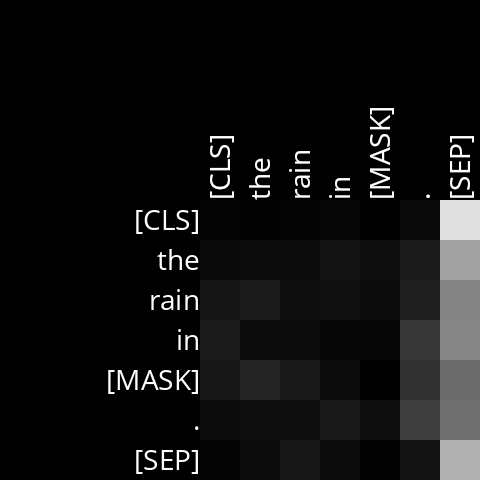 [CLS] the rain in [MASK] . [SEP]
[CLS]
the
rain
in
[MASK]
.
[SEP]